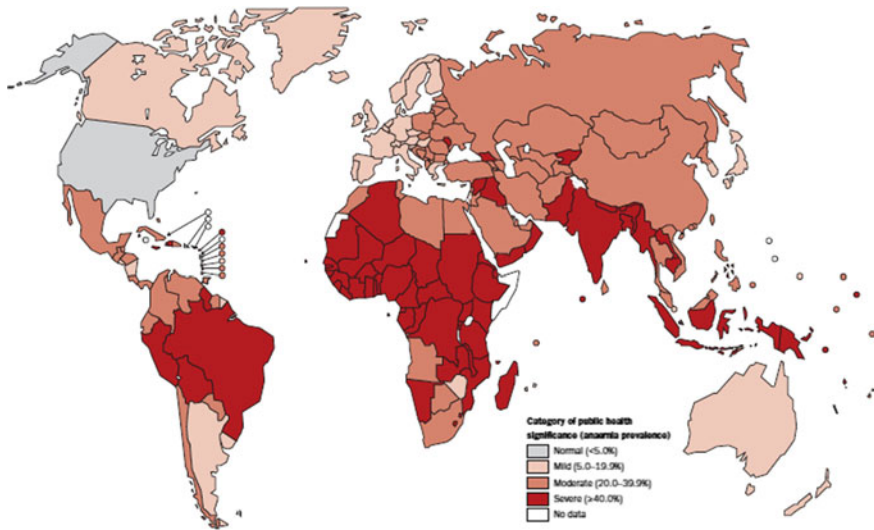 Category of public health
significance (anaemia prevalence)
Normal (<5.0%)
Mild (5.0–19.9%)
Moderate (20.0–39.9%)
Severe (≥40.0%)
No data